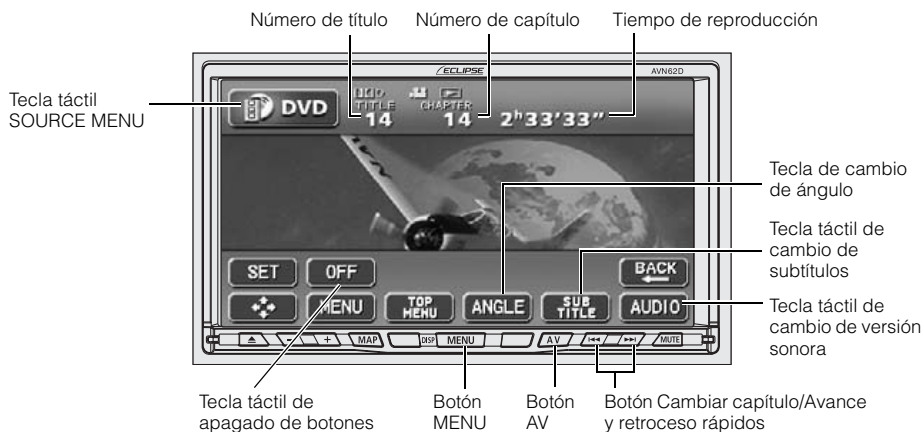 Número de título
Número de capítulo
Tiempo de reproducción
ECLIPSE
AVN62D
Tecla táctil
SOURCE MENU
DVD
TITLE
14
CHAPTER
14
2h33'33"
Tecla de cambio
de ángulo
Tecla táctil de
cambio de
subtítulos
Tecla táctil de
cambio de versión
sonora
SET
OFF
BACK
MENU
TOP
MENU
ANGLE
SUB
TITLE
AUDIO
MAP
DISP
MENU
AV
MUTE
Tecla táctil de
apagado de botones
Botón
MENU
Botón
AV
Botón Cambiar capítulo/Avance
y retroceso rápidos